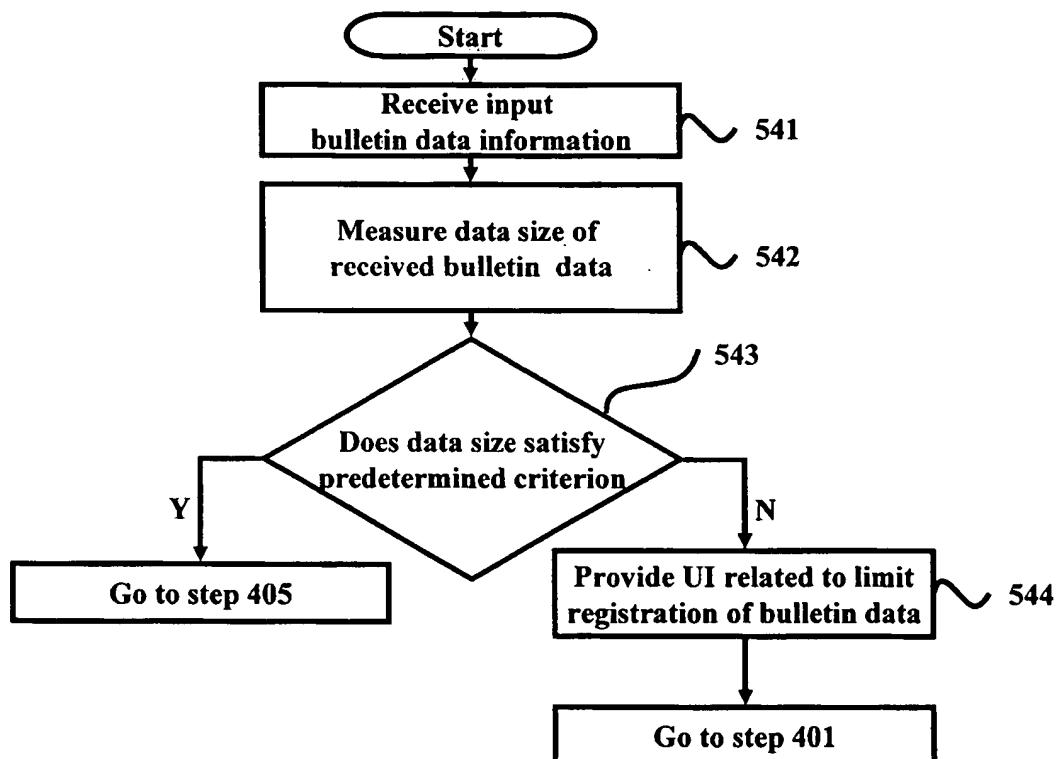 Start
Receive input
bulletin data information
541
Measure data size of
received bulletin data
542
543
Does data size satisfy
predetermined criterion
Y
N
Go to step 405
Provide UI related to limit
registration of bulletin data
544
Go to step 401